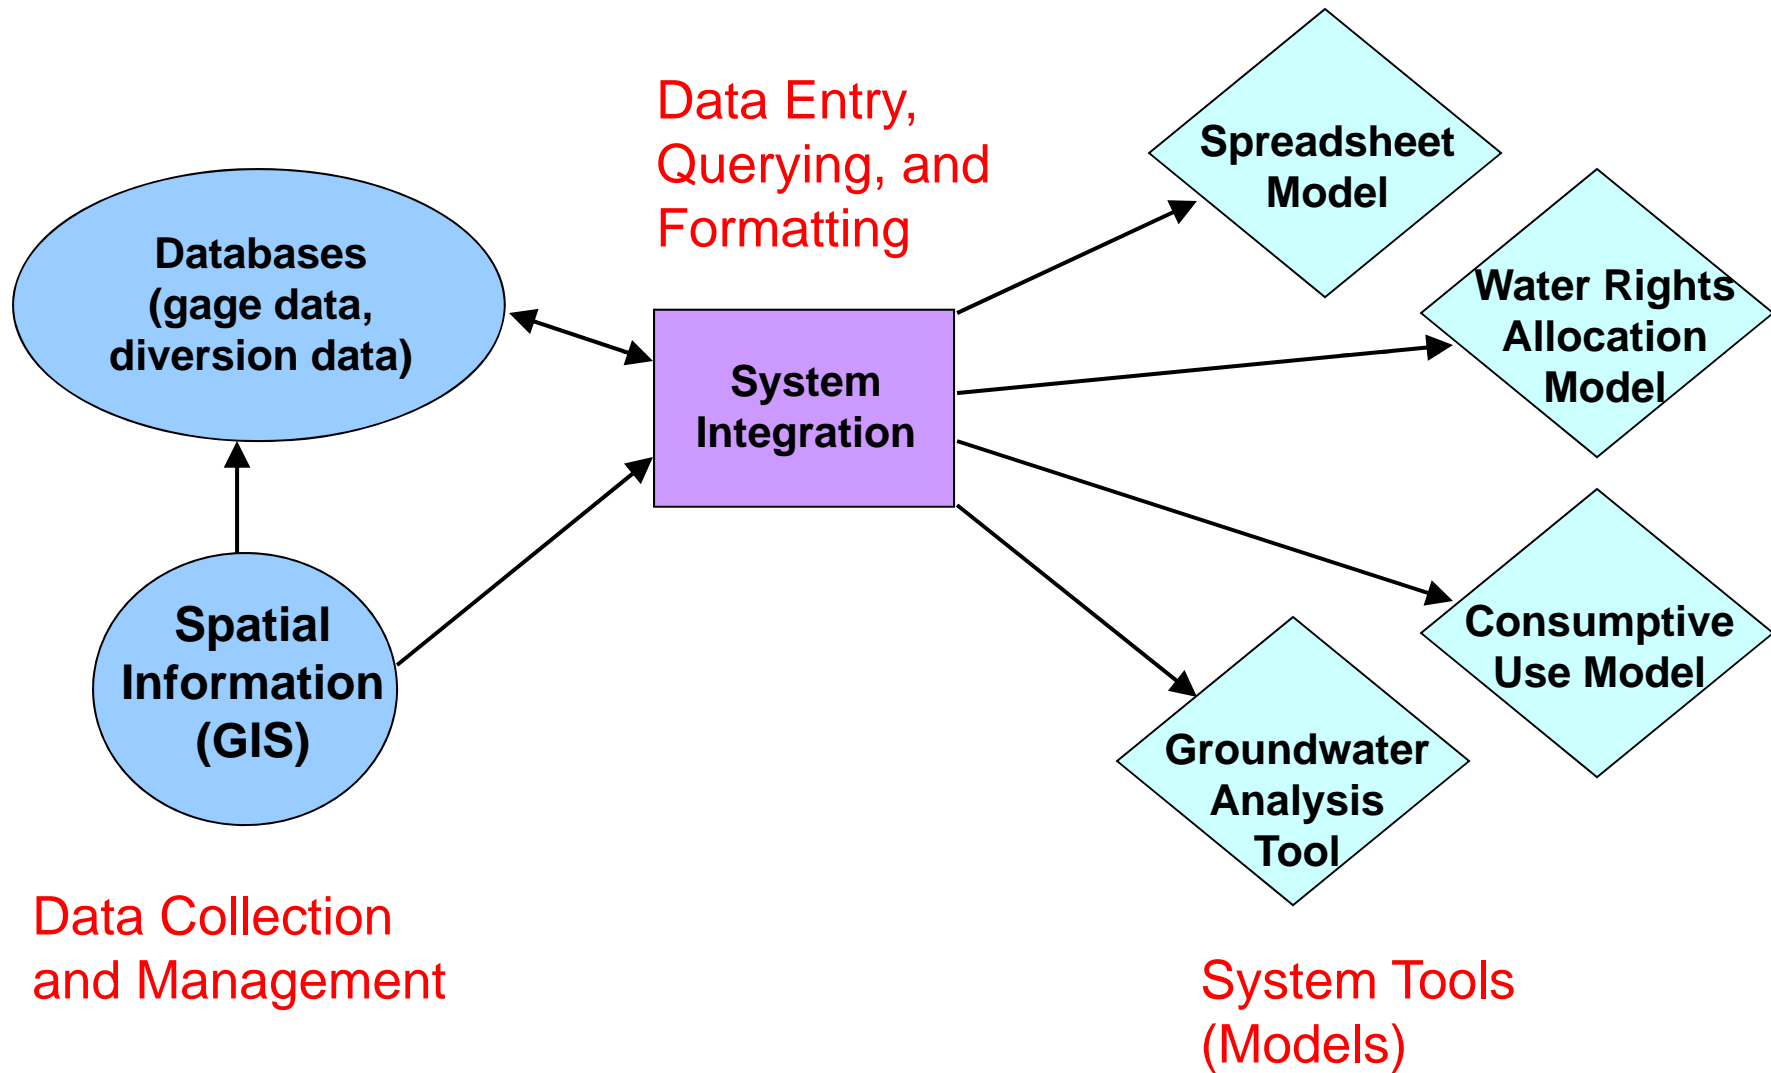 Data Entry,
Querying, and
Formatting
Databases
(gage data,
diversion data)
Spatial
Information
(GIS)
Data Collection
and Management
System
Integration
Spreadsheet
Model
Water Rights
Allocation
Model
Consumptive
Use Model
Groundwater
Analysis
Tool
System Tools
(Models)